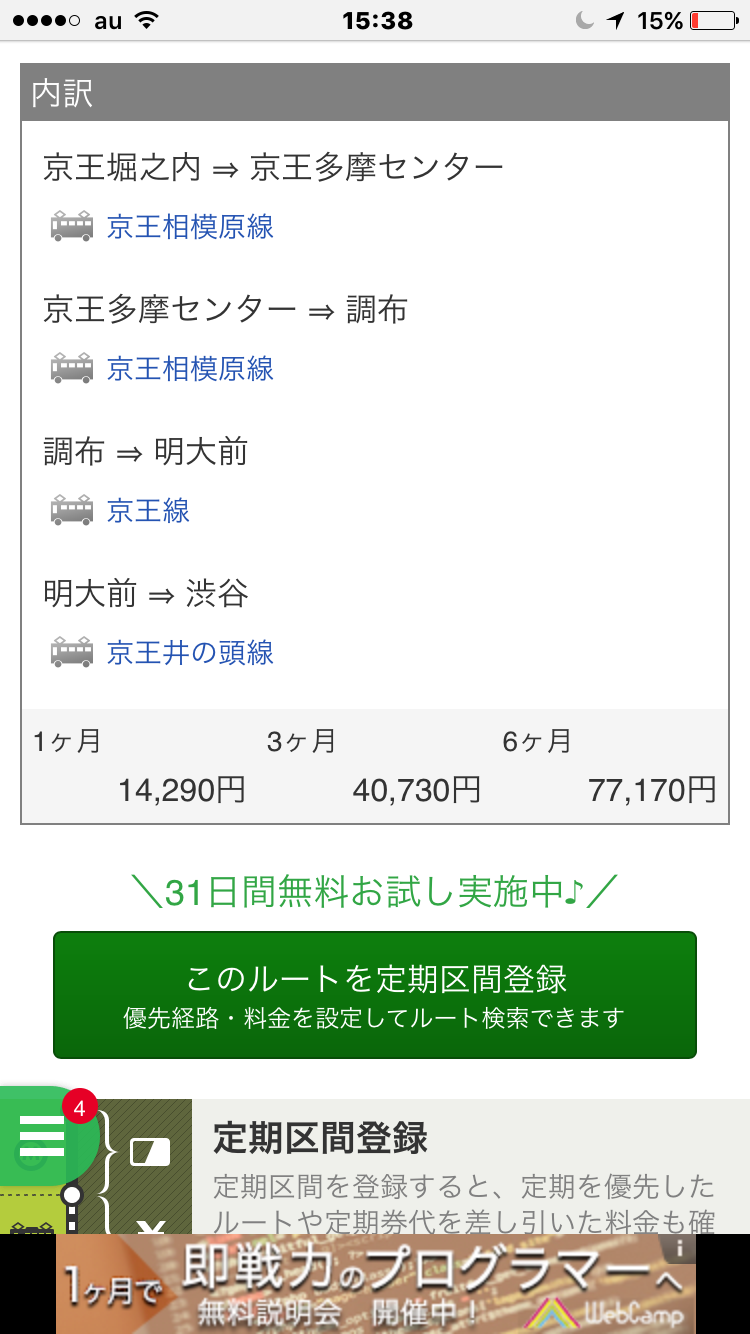 au 15:38 15%
内訳
京王堀之内 ⇒ 京王多摩センター
京王相模原線
京王多摩センター ⇒ 調布
京王相模原線
調布 ⇒ 明大前
京王線
明大前 ⇒ 渋谷
京王井の頭線
1ヶ月 3ヶ月 6ヶ月
14,290円 40,730円 77,170円
＼31日間無料お試し実施中♪／
このルートを定期区間登録
優先経路・料金を設定してルート検索できます
4
定期区間登録
定期区間を登録すると、定期を優先した
ルートや定期券代を差し引いた料金も確
1ヶ月で 即戦力のプログラマーへ
無料説明会 開催中！ WebCamp